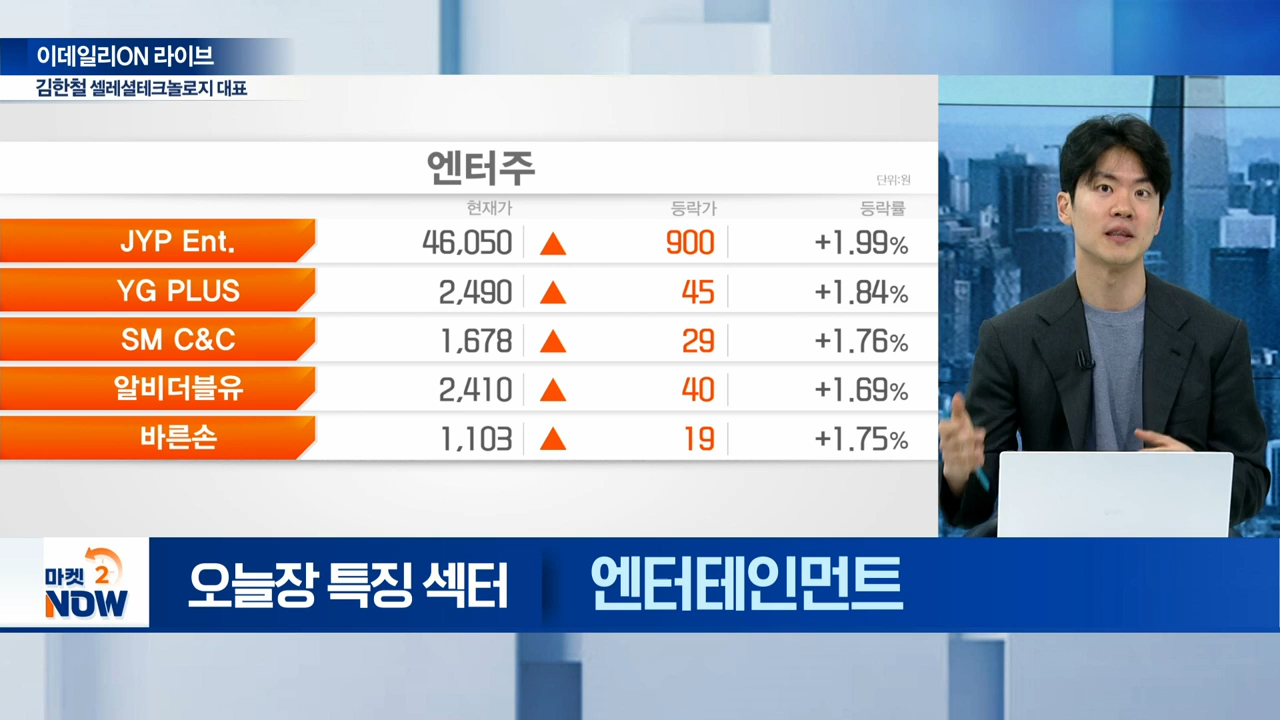 이데일리ON 라이브
김한철 셀레셜테크놀로지 대표
엔터주
단위:원
현재가 등락가 등락률
JYP Ent. 46,050 ▲ 900 +1.99%
YG PLUS 2,490 ▲ 45 +1.84%
SM C&C 1,678 ▲ 29 +1.76%
알비더블유 2,410 ▲ 40 +1.69%
바른손 1,103 ▲ 19 +1.75%
마켓 2
NOW
오늘장 특징 섹터 엔터테인먼트